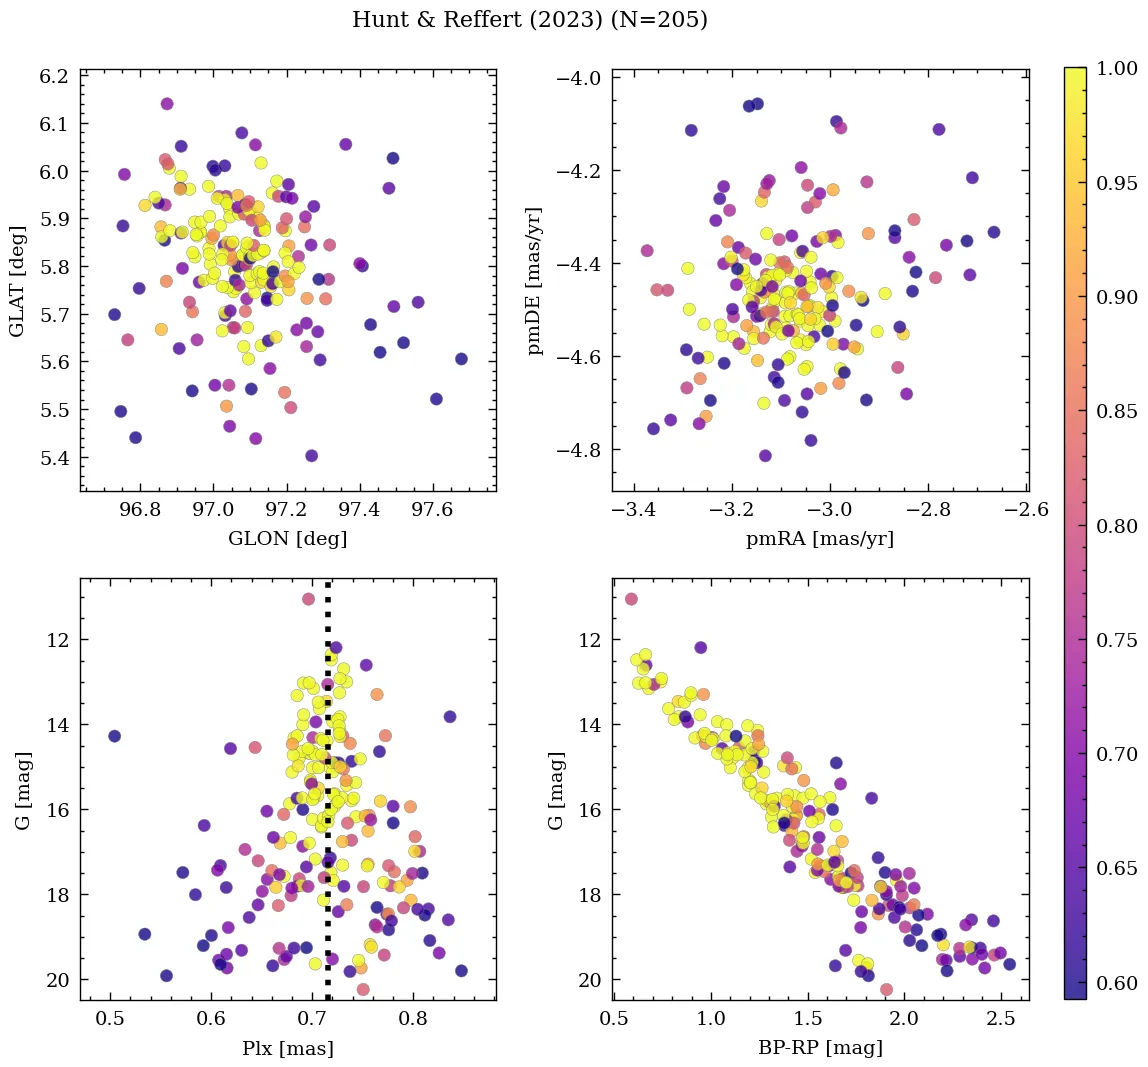 Hunt & Reffert (2023) (N=205)
6.2
6.1
6.0
5.9
5.8
5.7
5.6
5.5
5.4
GLAT [deg]
96.8 97.0 97.2 97.4 97.6
GLON [deg]
−4.0
−4.2
−4.4
−4.6
−4.8
pmDE [mas/yr]
−3.4 −3.2 −3.0 −2.8 −2.6
pmRA [mas/yr]
12
14
16
18
20
G [mag]
0.5 0.6 0.7 0.8
Plx [mas]
12
14
16
18
20
G [mag]
0.5 1.0 1.5 2.0 2.5
BP-RP [mag]
1.00
0.95
0.90
0.85
0.80
0.75
0.70
0.65
0.60